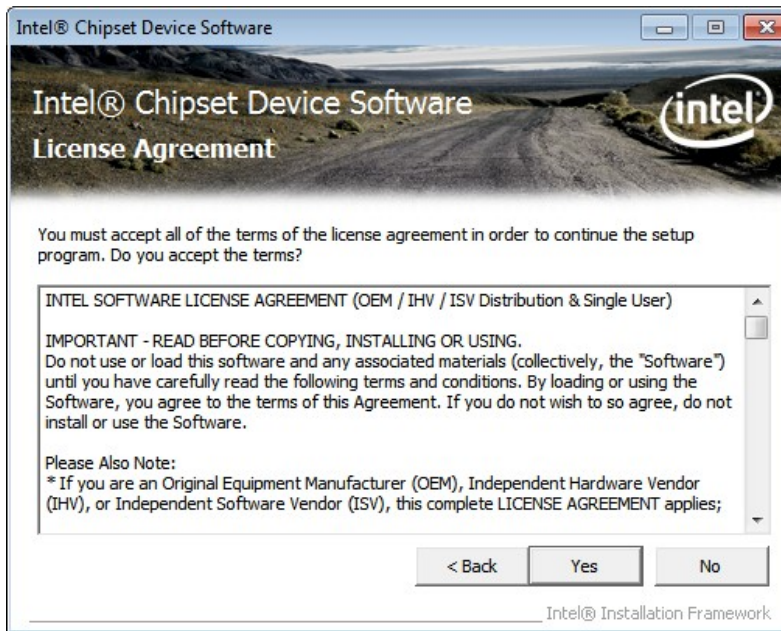 Intel® Chipset Device Software
Intel® Chipset Device Software
intel
License Agreement
You must accept all of the terms of the license agreement in order to continue the setup
program. Do you accept the terms?
INTEL SOFTWARE LICENSE AGREEMENT (OEM / IHV / ISV Distribution & Single User)
IMPORTANT - READ BEFORE COPYING, INSTALLING OR USING.
Do not use or load this software and any associated materials (collectively, the "Software")
until you have carefully read the following terms and conditions. By loading or using the
Software, you agree to the terms of this Agreement. If you do not wish to so agree, do not
install or use the Software.
Please Also Note:
* If you are an Original Equipment Manufacturer (OEM), Independent Hardware Vendor
(IHV), or Independent Software Vendor (ISV), this complete LICENSE AGREEMENT applies;
< Back Yes No
Intel® Installation Framework